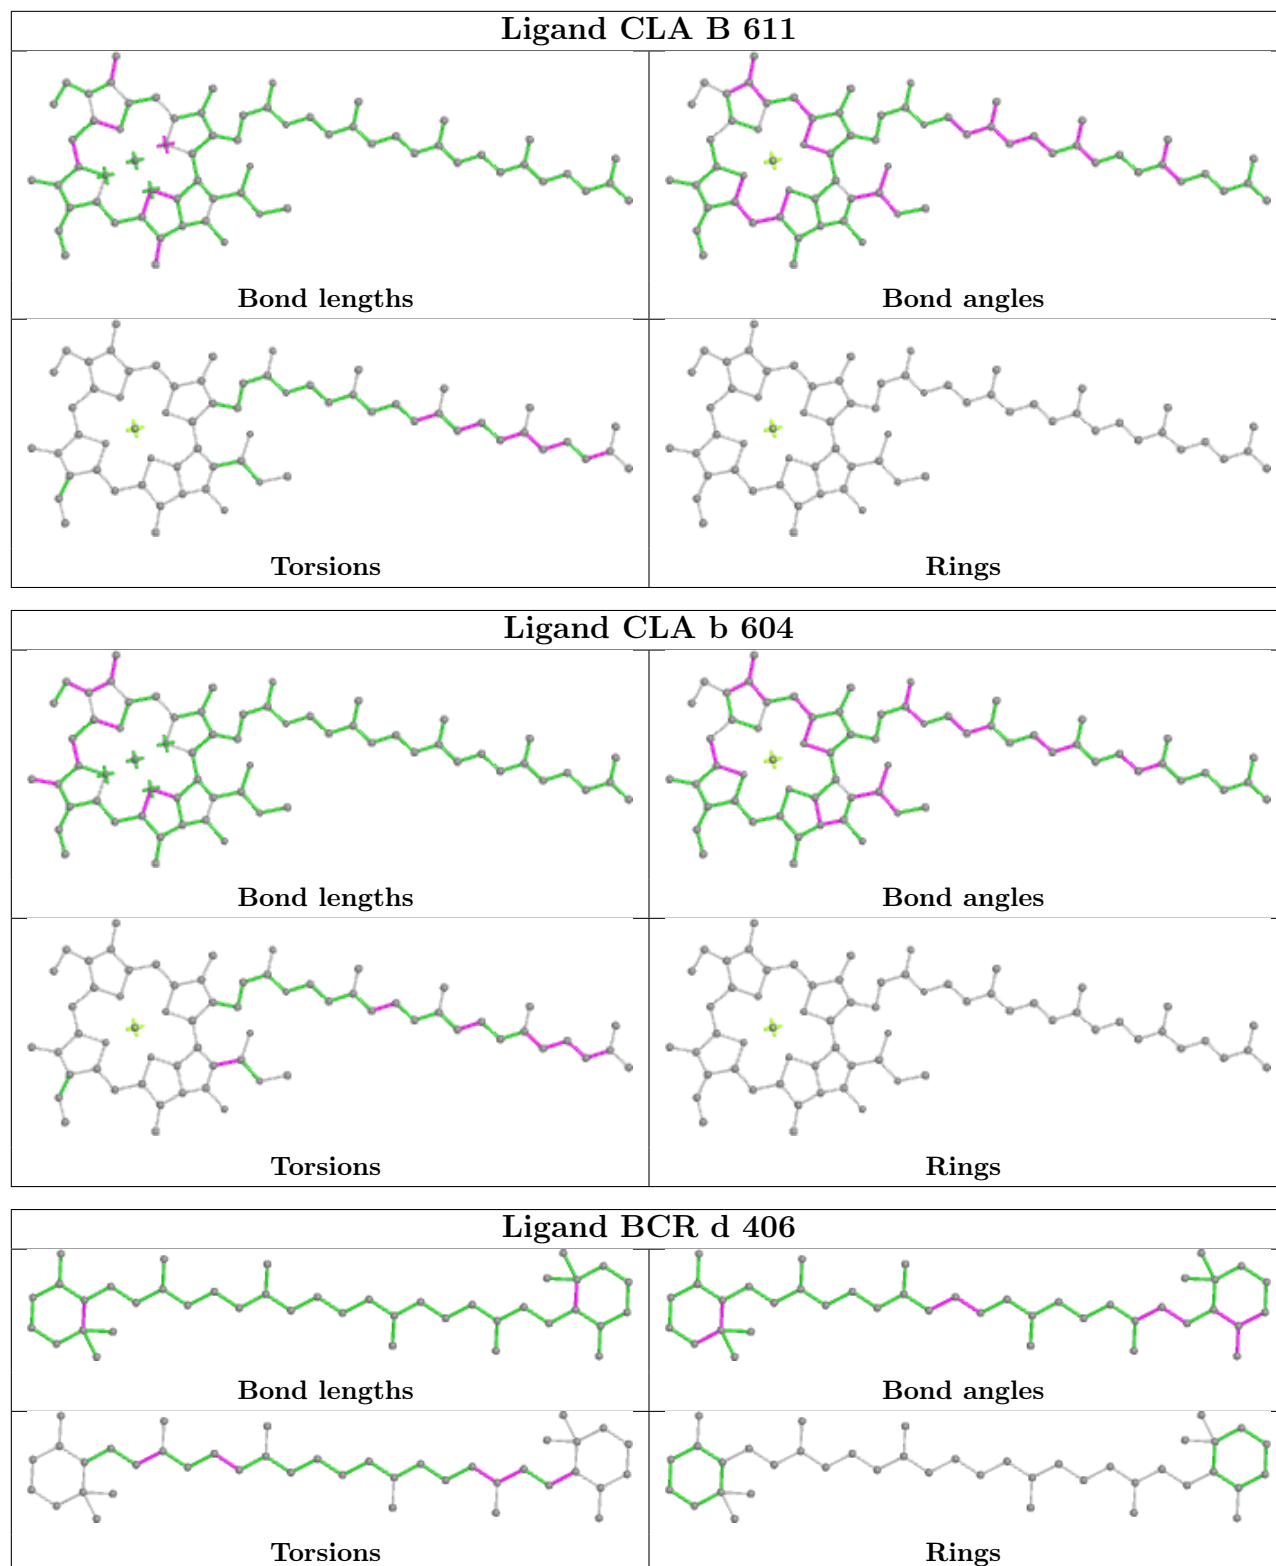 Ligand CLA B 611
Bond lengths
Bond angles
Torsions
Rings
Ligand CLA b 604
Bond lengths
Bond angles
Torsions
Rings
Ligand BCR d 406
Bond lengths
Bond angles
Torsions
Rings